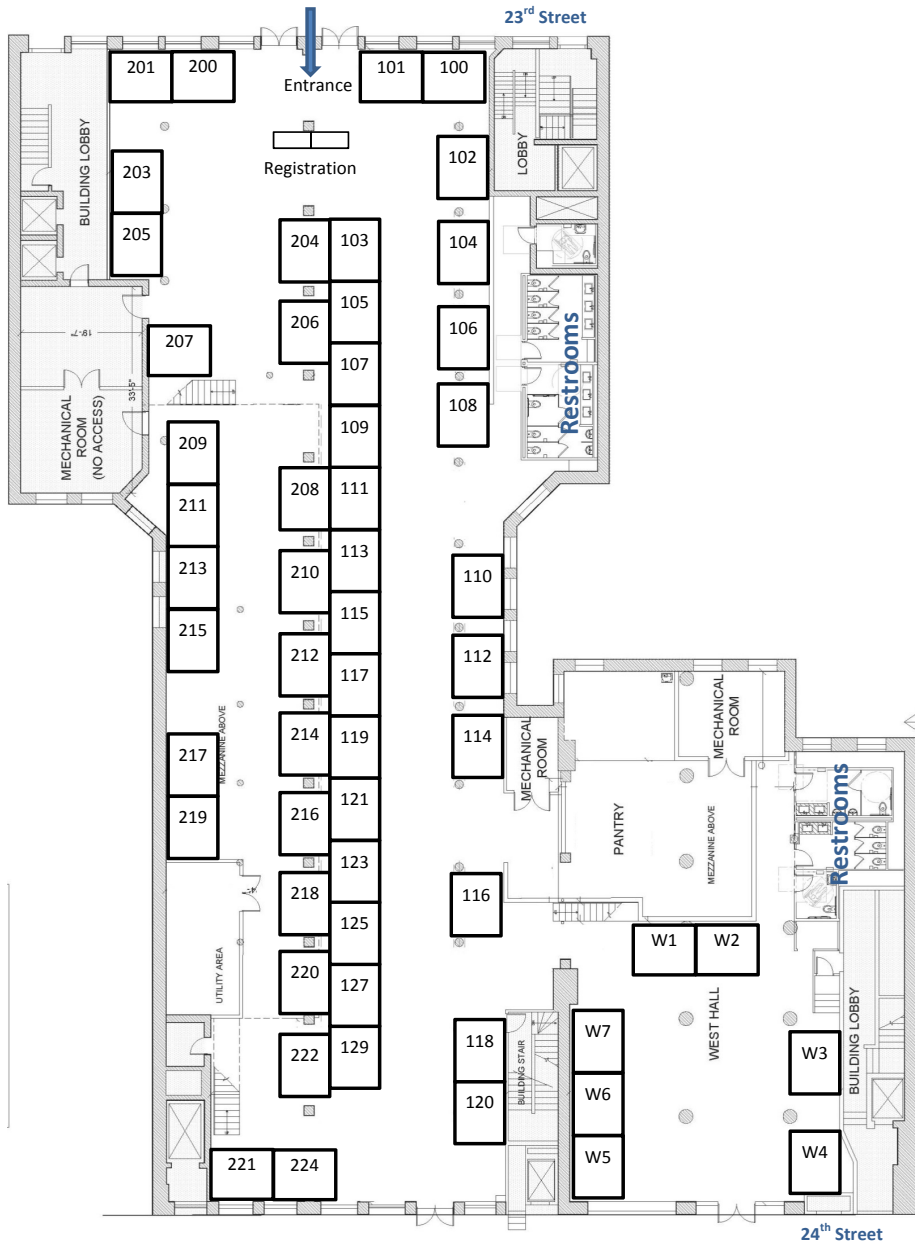 23rd Street
201
200
101
100
Entrance
Registration
BUILDING LOBBY
LOBBY
102
203
205
204
103
104
206
105
106
207
107
108
Restrooms
19'-7"
33'-5"
MECHANICAL
ROOM
(NO ACCESS)
109
209
208
111
211
210
113
110
213
215
212
115
112
117
217
214
119
114
MEZZANINE ABOVE
MECHANICAL
ROOM
MECHANICAL
ROOM
219
216
121
PANTRY
MEZZANINE ABOVE
Restrooms
218
123
116
125
UTILITY AREA
220
127
W1
W2
WEST HALL
222
129
118
BUILDING STAIR
W7
W3
BUILDING LOBBY
120
W6
W5
W4
221
224
24th Street